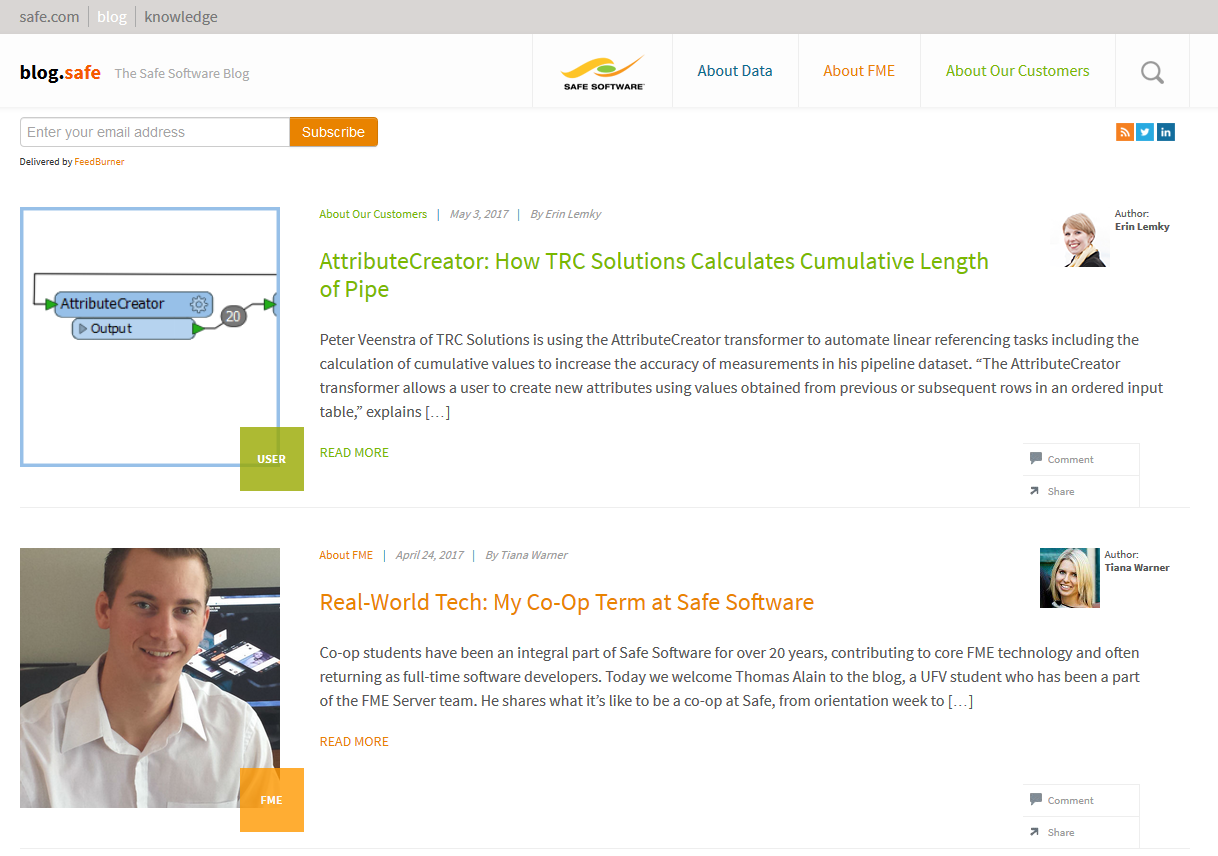 safe.com blog knowledge
blog.safe The Safe Software Blog
SAFE SOFTWARE
About Data About FME About Our Customers
Enter your email address Subscribe
Delivered by FeedBurner
About Our Customers | May 3, 2017 | By Erin Lemky
Author:
Erin Lemky
AttributeCreator: How TRC Solutions Calculates Cumulative Length
of Pipe
AttributeCreator
Output
20
USER
Peter Veenstra of TRC Solutions is using the AttributeCreator transformer to automate linear referencing tasks including the
calculation of cumulative values to increase the accuracy of measurements in his pipeline dataset. “The AttributeCreator
transformer allows a user to create new attributes using values obtained from previous or subsequent rows in an ordered input
table,” explains […]
READ MORE
Comment
Share
About FME | April 24, 2017 | By Tiana Warner
Author:
Tiana Warner
Real-World Tech: My Co-Op Term at Safe Software
Co-op students have been an integral part of Safe Software for over 20 years, contributing to core FME technology and often
returning as full-time software developers. Today we welcome Thomas Alain to the blog, a UFV student who has been a part
of the FME Server team. He shares what it’s like to be a co-op at Safe, from orientation week to […]
READ MORE
FME
Comment
Share